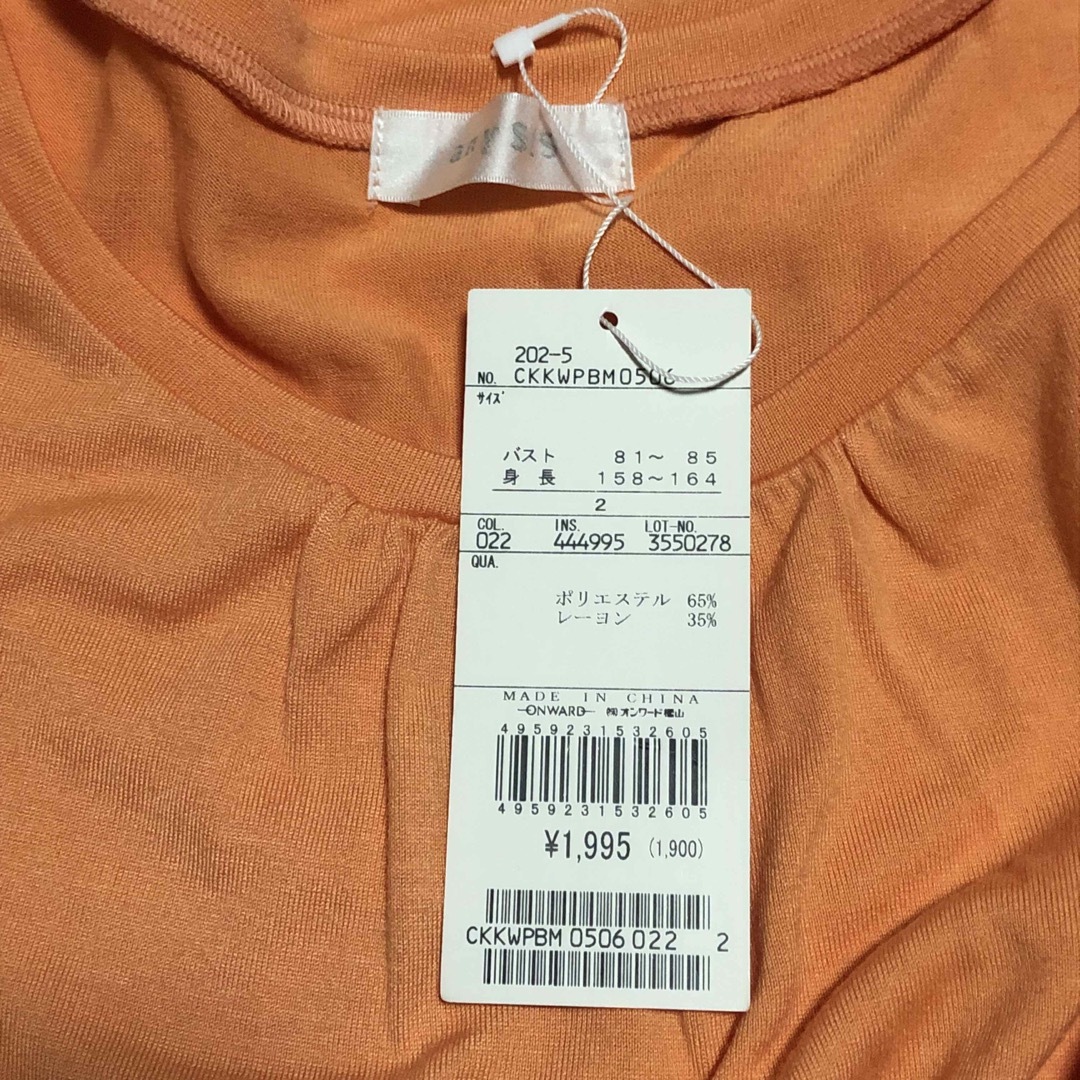 any SiS
202-5
NO. CKKWPBM0506
サイズ
バスト 81～ 85
身 長 158～164
2
COL. INS. LOT-NO.
022 444995 3550278
QUA.
ポリエステル 65%
レーヨン 35%
MADE IN CHINA
ONWARD ㈱オンワード樫山
4959231532605
4959231532605
¥1,995 (1,900)
CKKWPBM 0506 022 2